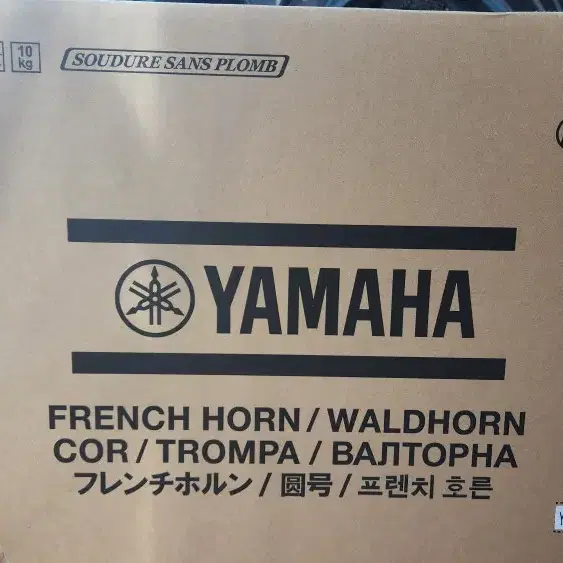 10
kg
SOUDURE SANS PLOMB
YAMAHA
FRENCH HORN / WALDHORN
COR / TROMPA / ВАЛТОРНА
フレンチホルン / 圆号 / 프렌치 호른